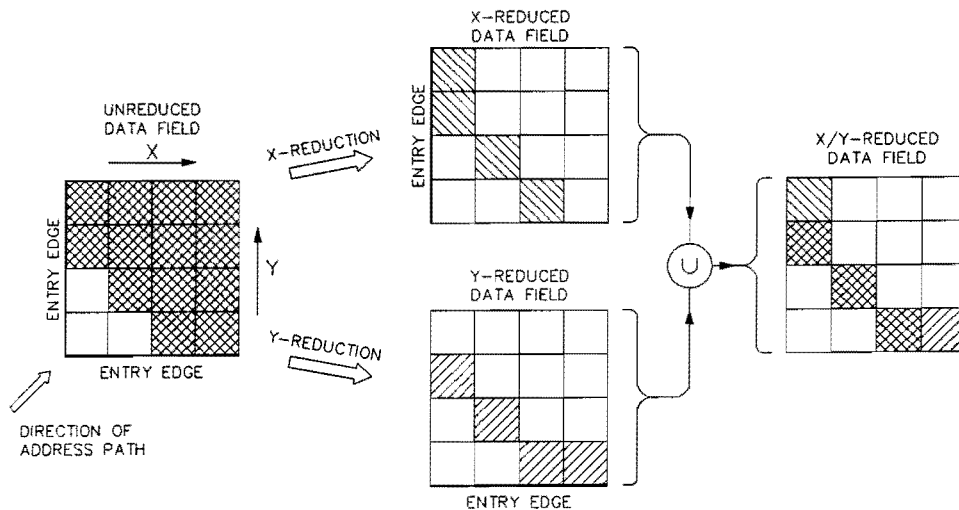 UNREDUCED
DATA FIELD
X
ENTRY EDGE
Y
ENTRY EDGE
DIRECTION OF
ADDRESS PATH
X-REDUCTION
Y-REDUCTION
X-REDUCED
DATA FIELD
ENTRY EDGE
Y-REDUCED
DATA FIELD
ENTRY EDGE
U
X/Y-REDUCED
DATA FIELD